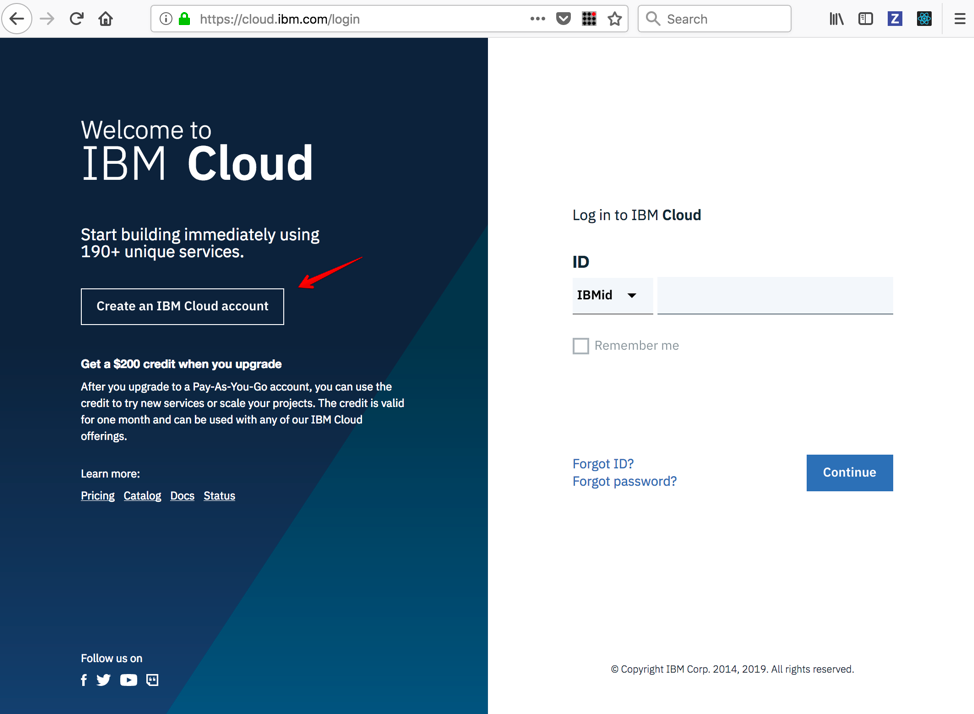 https://cloud.ibm.com/login
Search
Z
Welcome to
IBM Cloud
Start building immediately using
190+ unique services.
Create an IBM Cloud account
Get a $200 credit when you upgrade
After you upgrade to a Pay-As-You-Go account, you can use the
credit to try new services or scale your projects. The credit is valid
for one month and can be used with any of our IBM Cloud
offerings.
Learn more:
Pricing Catalog Docs Status
Follow us on
Log in to IBM Cloud
ID
IBMid
Remember me
Forgot ID?
Forgot password?
Continue
© Copyright IBM Corp. 2014, 2019. All rights reserved.